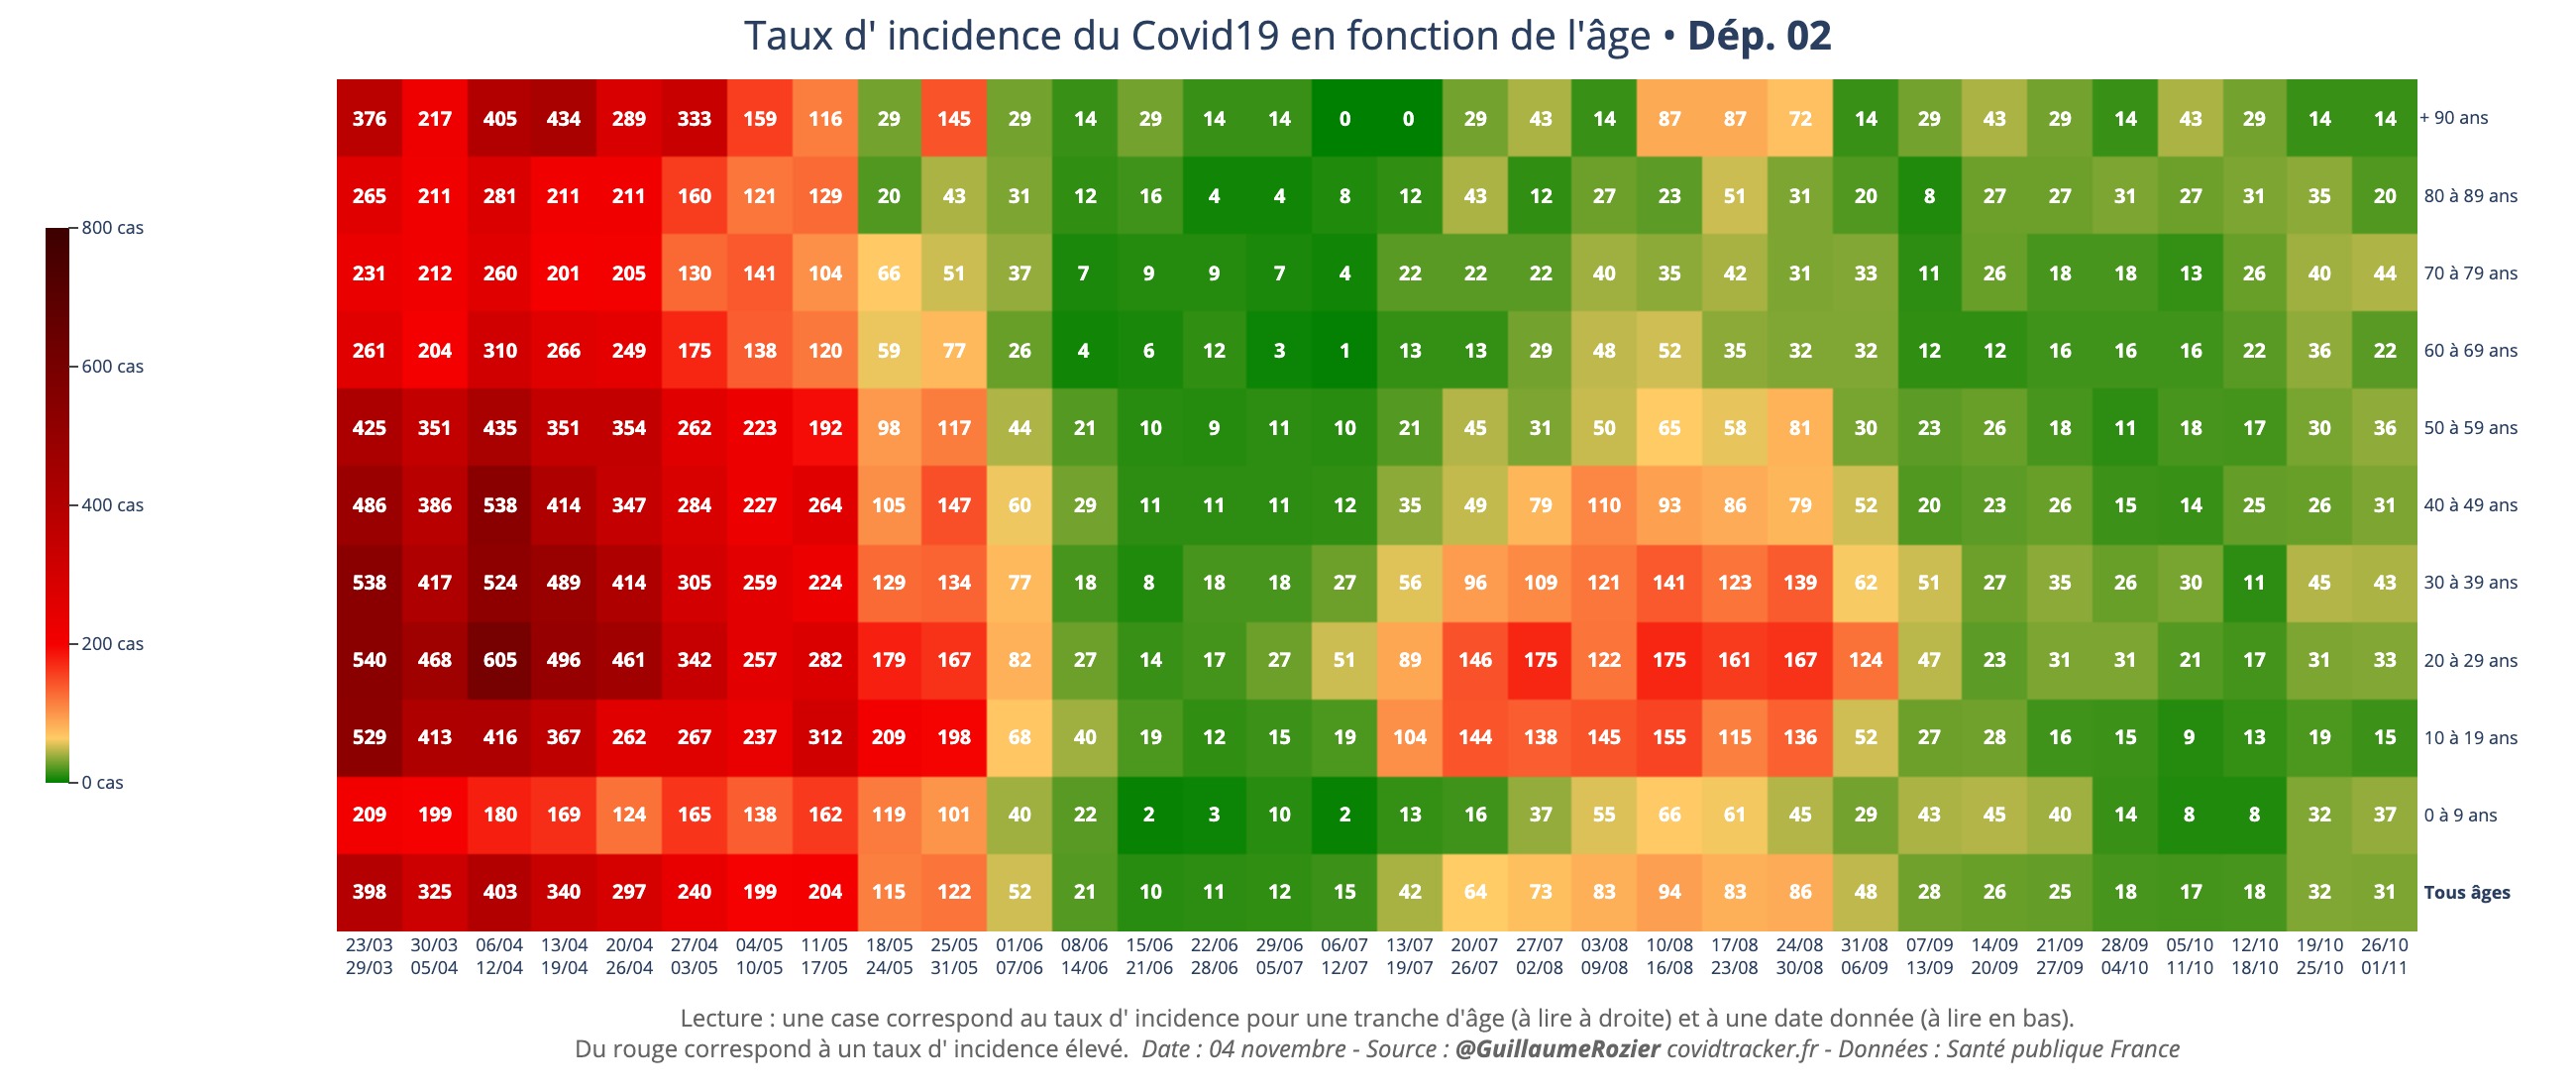 Taux d' incidence du Covid19 en fonction de l'âge • Dép. 02
800 cas
600 cas
400 cas
200 cas
0 cas
376 217 405 434 289 333 159 116 29 145 29 14 29 14 14 0 0 29 43 14 87 87 72 14 29 43 29 14 43 29 14 14 + 90 ans
265 211 281 211 211 160 121 129 20 43 31 12 16 4 4 8 12 43 12 27 23 51 31 20 8 27 27 31 27 31 35 20 80 à 89 ans
231 212 260 201 205 130 141 104 66 51 37 7 9 9 7 4 22 22 22 40 35 42 31 33 11 26 18 18 13 26 40 44 70 à 79 ans
261 204 310 266 249 175 138 120 59 77 26 4 6 12 3 1 13 13 29 48 52 35 32 32 12 12 16 16 16 22 36 22 60 à 69 ans
425 351 435 351 354 262 223 192 98 117 44 21 10 9 11 10 21 45 31 50 65 58 81 30 23 26 18 11 18 17 30 36 50 à 59 ans
486 386 538 414 347 284 227 264 105 147 60 29 11 11 11 12 35 49 79 110 93 86 79 52 20 23 26 15 14 25 26 31 40 à 49 ans
538 417 524 489 414 305 259 224 129 134 77 18 8 18 18 27 56 96 109 121 141 123 139 62 51 27 35 26 30 11 45 43 30 à 39 ans
540 468 605 496 461 342 257 282 179 167 82 27 14 17 27 51 89 146 175 122 175 161 167 124 47 23 31 31 21 17 31 33 20 à 29 ans
529 413 416 367 262 267 237 312 209 198 68 40 19 12 15 19 104 144 138 145 155 115 136 52 27 28 16 15 9 13 19 15 10 à 19 ans
209 199 180 169 124 165 138 162 119 101 40 22 2 3 10 2 13 16 37 55 66 61 45 29 43 45 40 14 8 8 32 37 0 à 9 ans
398 325 403 340 297 240 199 204 115 122 52 21 10 11 12 15 42 64 73 83 94 83 86 48 28 26 25 18 17 18 32 31 Tous âges
23/03 30/03 06/04 13/04 20/04 27/04 04/05 11/05 18/05 25/05 01/06 08/06 15/06 22/06 29/06 06/07 13/07 20/07 27/07 03/08 10/08 17/08 24/08 31/08 07/09 14/09 21/09 28/09 05/10 12/10 19/10 26/10
29/03 05/04 12/04 19/04 26/04 03/05 10/05 17/05 24/05 31/05 07/06 14/06 21/06 28/06 05/07 12/07 19/07 26/07 02/08 09/08 16/08 23/08 30/08 06/09 13/09 20/09 27/09 04/10 11/10 18/10 25/10 01/11
Lecture : une case correspond au taux d' incidence pour une tranche d'âge (à lire à droite) et à une date donnée (à lire en bas).
Du rouge correspond à un taux d' incidence élevé. Date : 04 novembre - Source : @GuillaumeRozier covidtracker.fr - Données : Santé publique France